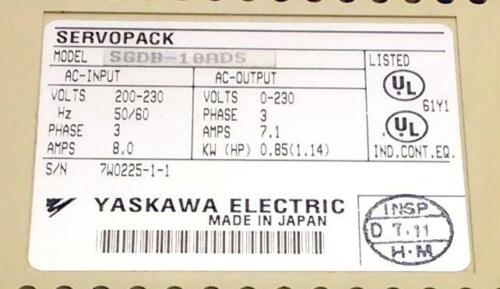 SERVOPACK
MODEL SGDB-10ADS
AC-INPUT
VOLTS 200-230
Hz 50/60
PHASE 3
AMPS 8.0
AC-OUTPUT
VOLTS 0-230
PHASE 3
AMPS 7.1
KW (HP) 0.85(1.14)
LISTED
UL
61Y1
UL
IND.CONT.EQ.
S/N 7W0225-1-1
YASKAWA ELECTRIC
MADE IN JAPAN
INSP
D 7.11
H·M